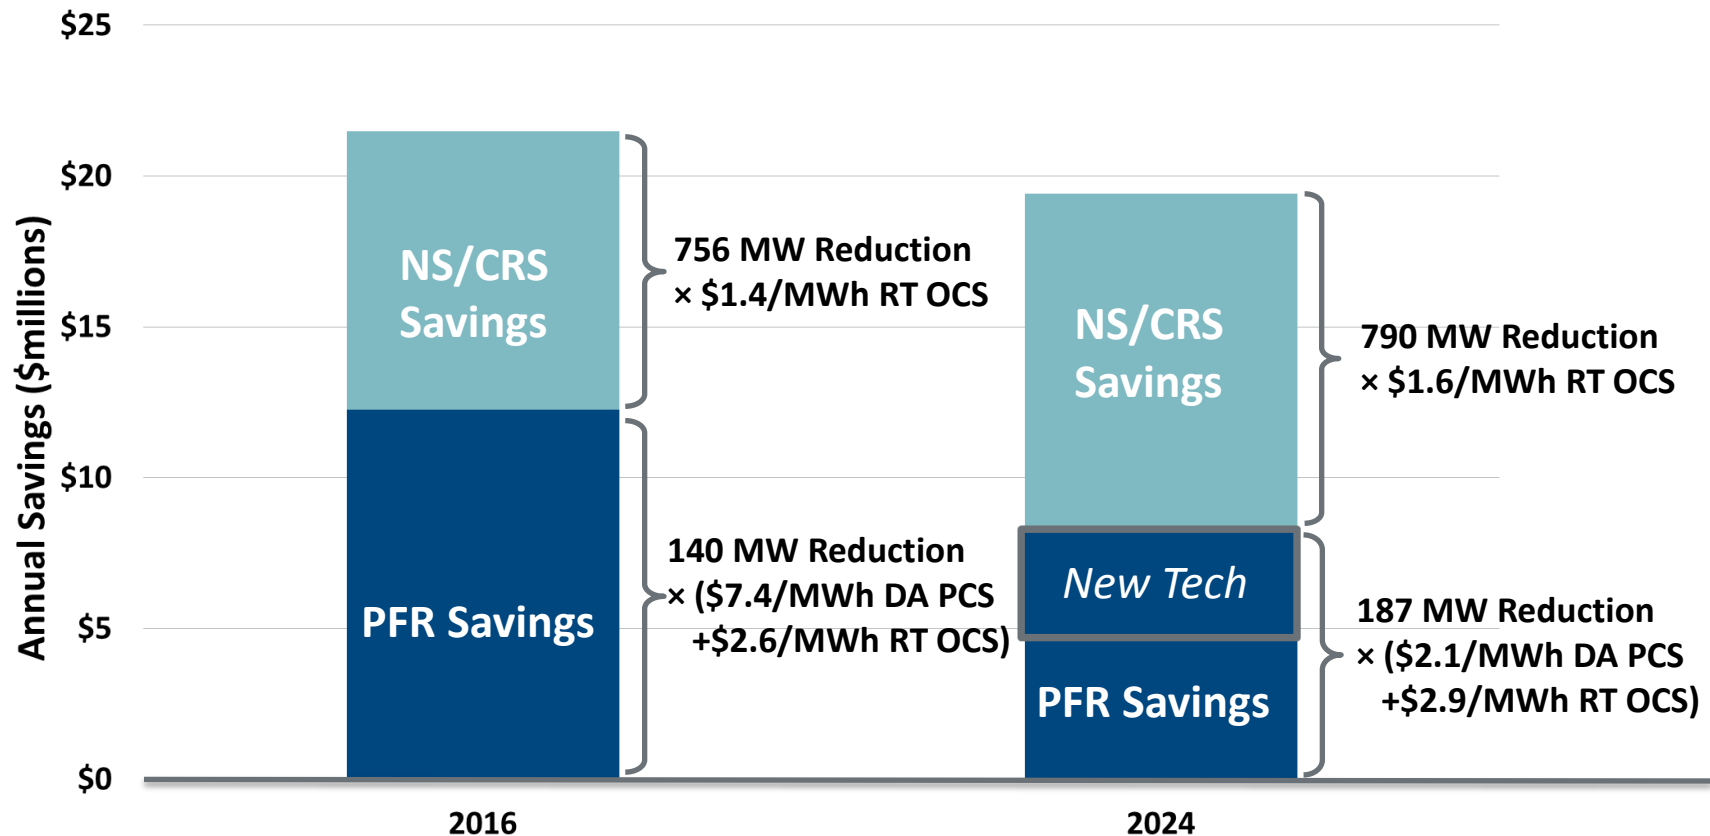 Annual Savings ($millions)
$25
$20
$15
$10
$5
$0
NS/CRS
Savings
PFR Savings
756 MW Reduction
× $1.4/MWh RT OCS
140 MW Reduction
× ($7.4/MWh DA PCS
+$2.6/MWh RT OCS)
NS/CRS
Savings
New Tech
PFR Savings
790 MW Reduction
× $1.6/MWh RT OCS
187 MW Reduction
× ($2.1/MWh DA PCS
+$2.9/MWh RT OCS)
2016
2024